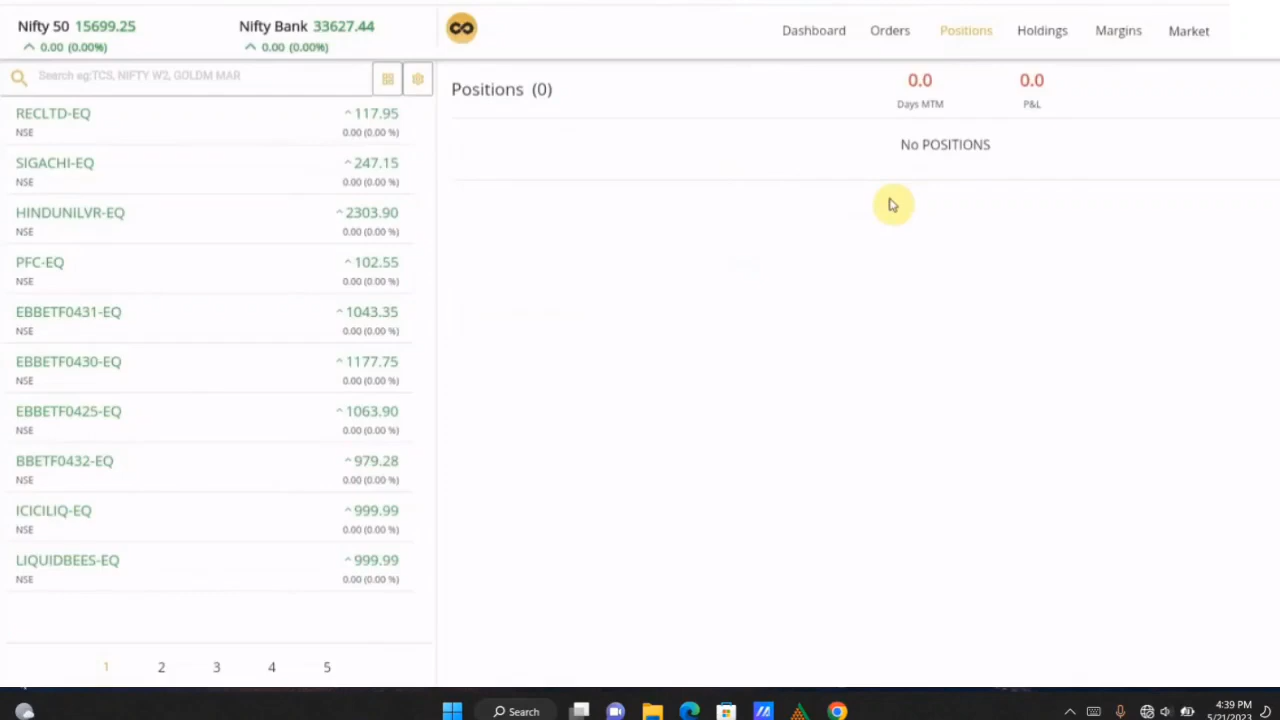 Nifty 50 15699.25
^ 0.00 (0.00%)
Nifty Bank 33627.44
^ 0.00 (0.00%)
Dashboard Orders Positions Holdings Margins Market
Search eg:TCS, NIFTY W2, GOLDM MAR
RECLTD-EQ ^ 117.95
NSE 0.00 (0.00 %)
SIGACHI-EQ ^ 247.15
NSE 0.00 (0.00 %)
HINDUNILVR-EQ ^ 2303.90
NSE 0.00 (0.00 %)
PFC-EQ ^ 102.55
NSE 0.00 (0.00 %)
EBBETF0431-EQ ^ 1043.35
NSE 0.00 (0.00 %)
EBBETF0430-EQ ^ 1177.75
NSE 0.00 (0.00 %)
EBBETF0425-EQ ^ 1063.90
NSE 0.00 (0.00 %)
BBETF0432-EQ ^ 979.28
NSE 0.00 (0.00 %)
ICICILIQ-EQ ^ 999.99
NSE 0.00 (0.00 %)
LIQUIDBEES-EQ ^ 999.99
NSE 0.00 (0.00 %)
1 2 3 4 5
Positions (0)
0.0 0.0
Days MTM P&L
No POSITIONS
Search
4:39 PM
5/21/2023